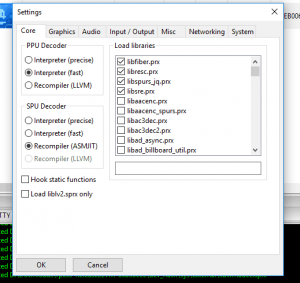 Settings
Core Graphics Audio Input / Output Misc Networking System
PPU Decoder
Interpreter (precise)
Interpreter (fast)
Recompiler (LLVM)
SPU Decoder
Interpreter (precise)
Interpreter (fast)
Recompiler (ASMJIT)
Recompiler (LLVM)
Hook static functions
Load liblv2.sprx only
Load libraries
libfiber.prx
libresc.prx
libspurs_jq.prx
libsre.prx
libaacenc.prx
libaacenc_spurs.prx
libac3dec.prx
libac3dec2.prx
libad_async.prx
libad_billboard_util.prx
OK Cancel
EB006
TTY